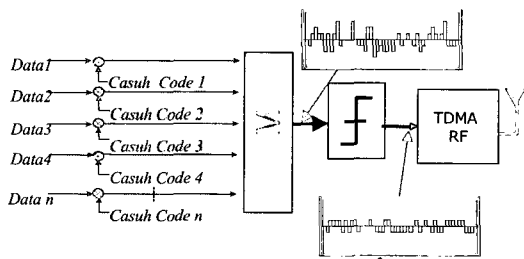 Data1
Casuh Code 1
Data2
Casuh Code 2
Data3
Casuh Code 3
Data4
Casuh Code 4
Data n
Casuh Code n
TDMA
RF